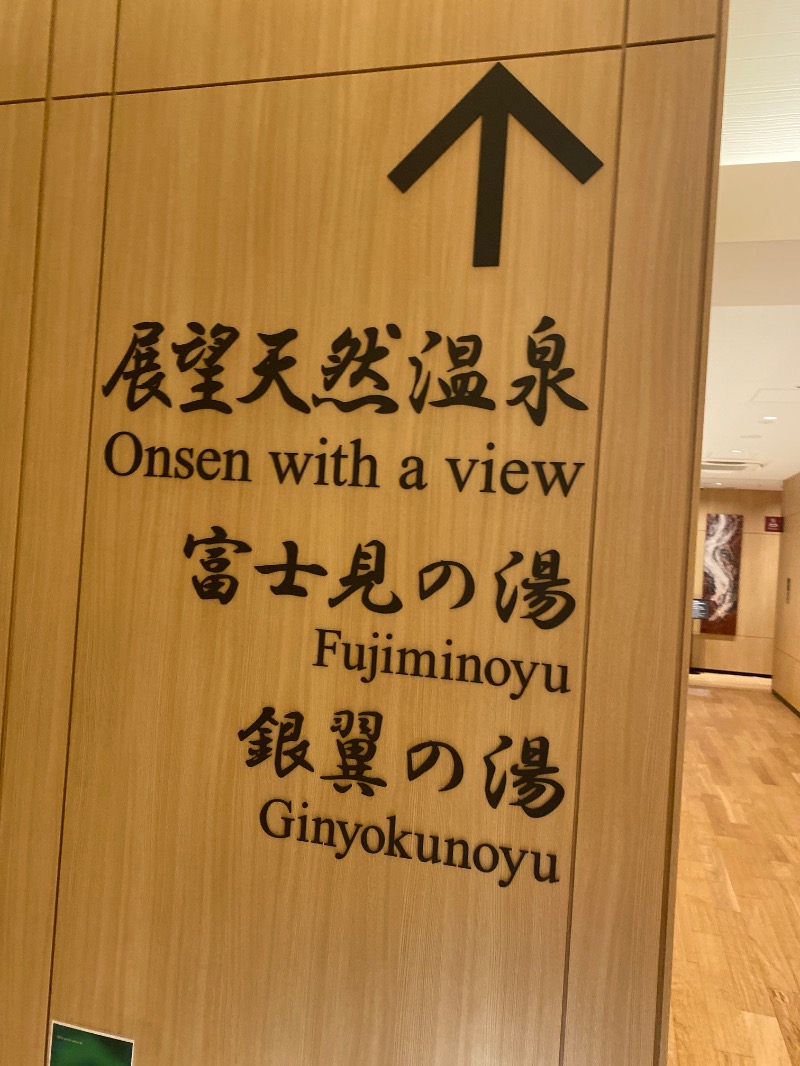 展望天然温泉
Onsen with a view
富士見の湯
Fujiminoyu
銀翼の湯
Ginyokunoyu